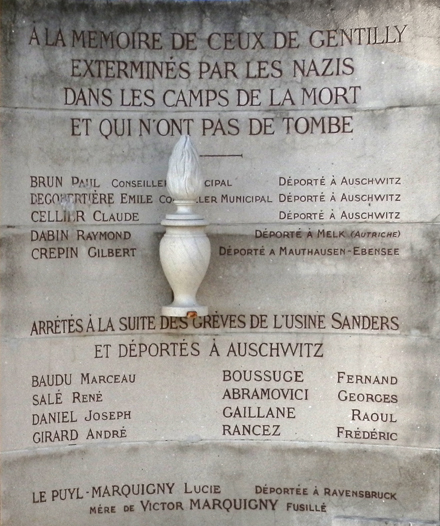 À LA MEMOIRE DE CEUX DE GENTILLY
EXTERMINÉS PAR LES NAZIS
DANS LES CAMPS DE LA MORT
ET QUI N'ONT PAS DE TOMBE
BRUN PAUL CONSEILLER CIPAL DÉPORTÉ À AUSCHWITZ
EMILE CO LLER MUNICIPAL DÉPORTÉ À AUSCHWITZ
CELLIER CLAUDE DÉPORTÉ À AUSCHWITZ
DABIN RAYMOND DÉPORTÉ À MELK (AUTRICHE)
CREPIN GILBERT DÉPORTÉ A MAUTHAUSEN-EBENSEE
ARRÊTÉS À LA SUITE DES GRÈVES DE L'USINE SANDERS
ET DÉPORTÉS À AUSCHWITZ
BAUDU MARCEAU BOUSSUGE FERNAND
SALÉ RENÉ ABRAMOVICI GEORGES
DANIEL JOSEPH GAILLANE RAOUL
GIRARD ANDRÉ RANCEZ FRÉDÉRIC
LE PUYL-MARQUIGNY LUCIE DÉPORTÉE À RAVENSBRUCK
MÈRE DE VICTOR MARQUIGNY FUSILLÉ